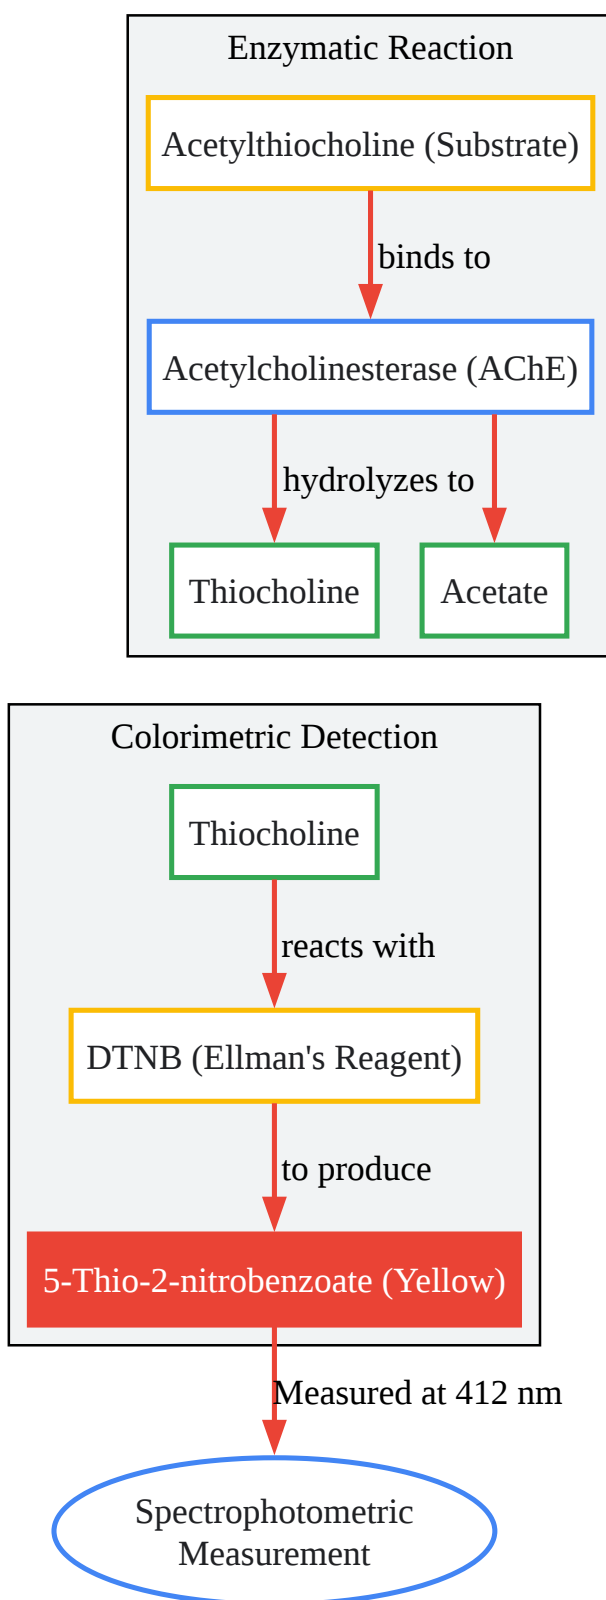 Enzymatic Reaction
Acetylthiocholine (Substrate)
binds to
Acetylcholinesterase (AChE)
hydrolyzes to
Thiocholine
Acetate
Colorimetric Detection
Thiocholine
reacts with
DTNB (Ellman's Reagent)
to produce
5-Thio-2-nitrobenzoate (Yellow)
Measured at 412 nm
Spectrophotometric
Measurement